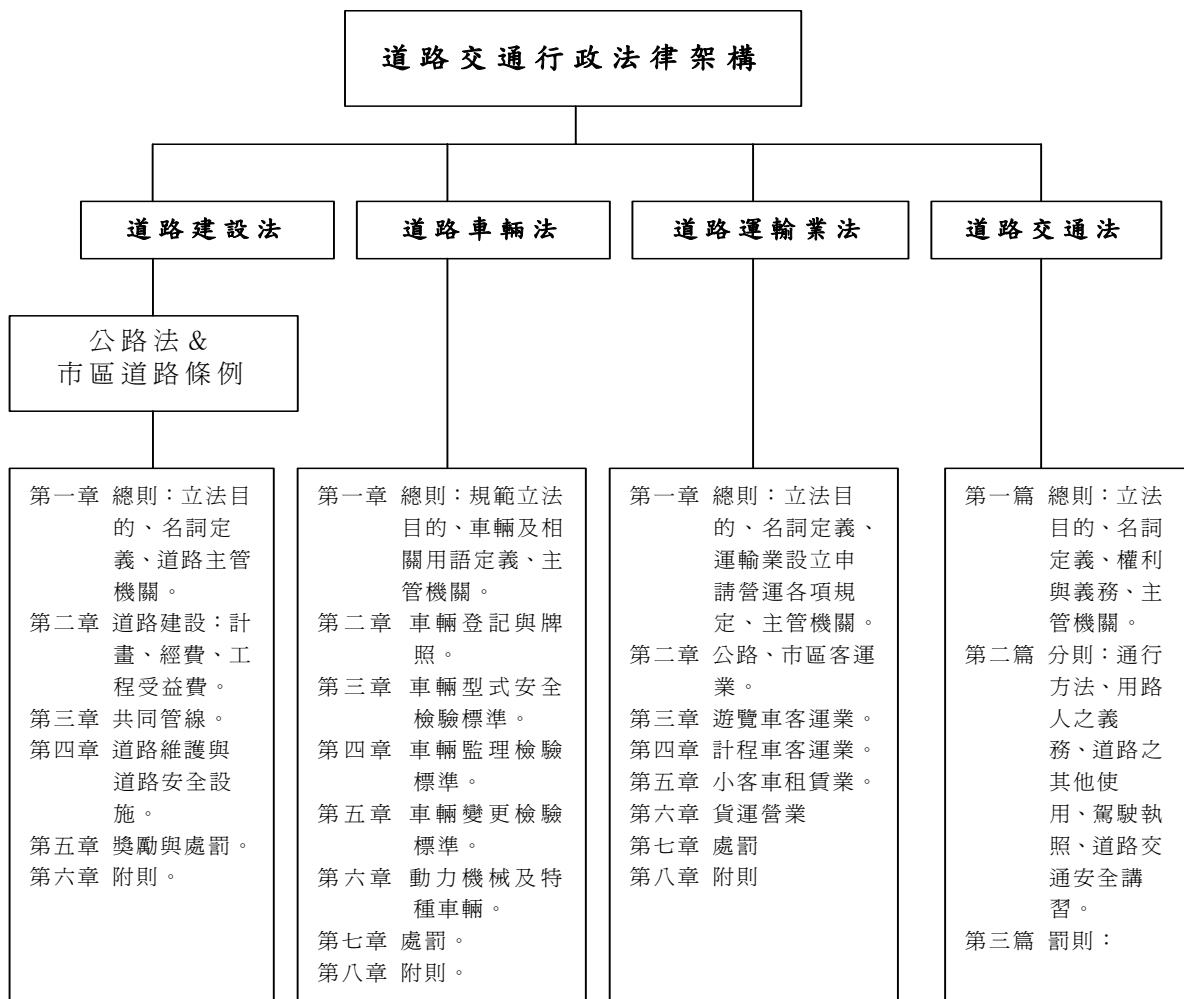 道路交通行政法律架構
道路建設法
道路車輛法
道路運輸業法
道路交通法
公路法&
市區道路條例
第一章 總則：立法目
的、名詞定
義、道路主管
機關。
第二章 道路建設：計
畫、經費、工
程受益費。
第三章 共同管線。
第四章 道路維護與
道路安全設
施。
第五章 獎勵與處罰。
第六章 附則。
第一章 總則：規範立法
目的、車輛及相
關用語定義、主
管機關。
第二章 車輛登記與牌
照。
第三章 車輛型式安全
檢驗標準。
第四章 車輛監理檢驗
標準。
第五章 車輛變更檢驗
標準。
第六章 動力機械及特
種車輛。
第七章 處罰。
第八章 附則。
第一章 總則：立法目
的、名詞定義、
運輸業設立申
請營運各項規
定、主管機關。
第二章 公路、市區客運
業。
第三章 遊覽車客運業。
第四章 計程車客運業。
第五章 小客車租賃業。
第六章 貨運營業
第七章 處罰
第八章 附則
第一篇 總則：立法
目的、名詞
定義、權利
與義務、主
管機關。
第二篇 分則：通行
方法、用路
人之義
務、道路之
其他使
用、駕駛執
照、道路交
通安全講
習。
第三篇 罰則：